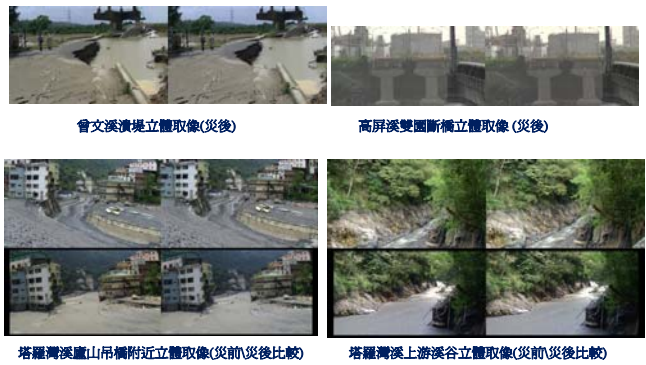 曾文溪潰堤立體取像(災後)
高屏溪雙園斷橋立體取像 (災後)
塔羅灣溪廬山吊橋附近立體取像(災前\災後比較)
塔羅灣溪上游溪谷立體取像(災前\災後比較)